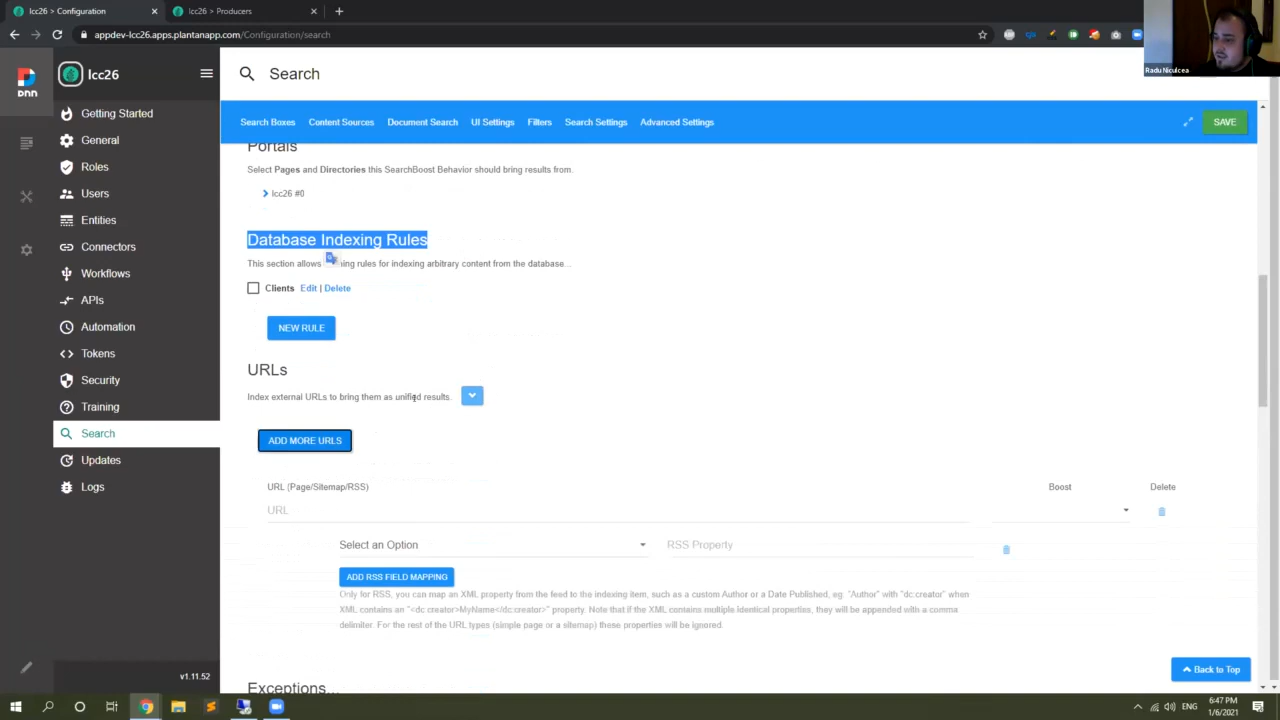 lcc26 > Configuration > apps
lcc26 > Producers
appdev-lcc26.apps.plantanapp.com/Configuration/search
Radu Niculcea
DNN
lcc26
Search
Search Boxes
Content Sources
Document Search
UI Settings
Filters
Search Settings
Advanced Settings
SAVE
Getting Started
General
Licensing
Users
Entities
Connectors
Workflows
APIs
Automation
Tokens
Security
Training
Search
Updates
Logs
v1.11.52
Portals
Select Pages and Directories this SearchBoost Behavior should bring results from.
lcc26 #0
Database Indexing Rules
This section allows ning rules for indexing arbitrary content from the database...
Clients Edit | Delete
NEW RULE
URLs
Index external URLs to bring them as unified results.
ADD MORE URLS
URL (Page/Sitemap/RSS)
Boost
Delete
URL
Select an Option
RSS Property
ADD RSS FIELD MAPPING
Only for RSS, you can map an XML property from the feed to the indexing item, such as a custom Author or a Date Published, eg: "Author" with "dc:creator" when
XML contains an "<dc creator>MyName</dc:creator>" property. Note that if the XML contains multiple identical properties, they will be appended with a comma
delimiter. For the rest of the URL types (simple page or a sitemap) these properties will be ignored.
Exceptions...
Back to Top
ENG
6:47 PM
1/6/2021